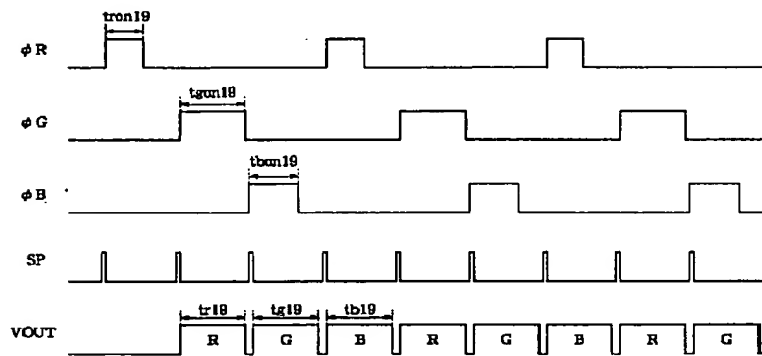 tron19
φR
tgon19
φG
tbon19
φB
SP
tr19 tg19 tb19
VOUT R G B R G B R G